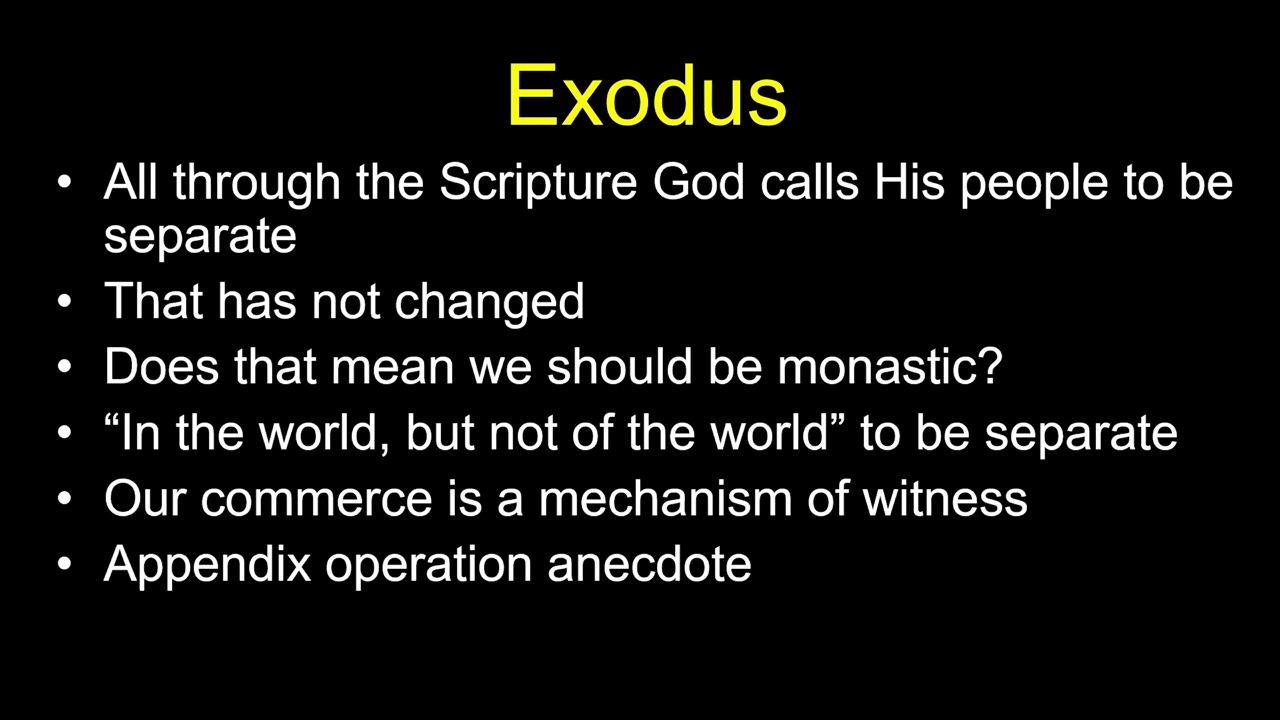 Exodus
• All through the Scripture God calls His people to be
separate
• That has not changed
• Does that mean we should be monastic?
• “In the world, but not of the world” to be separate
• Our commerce is a mechanism of witness
• Appendix operation anecdote